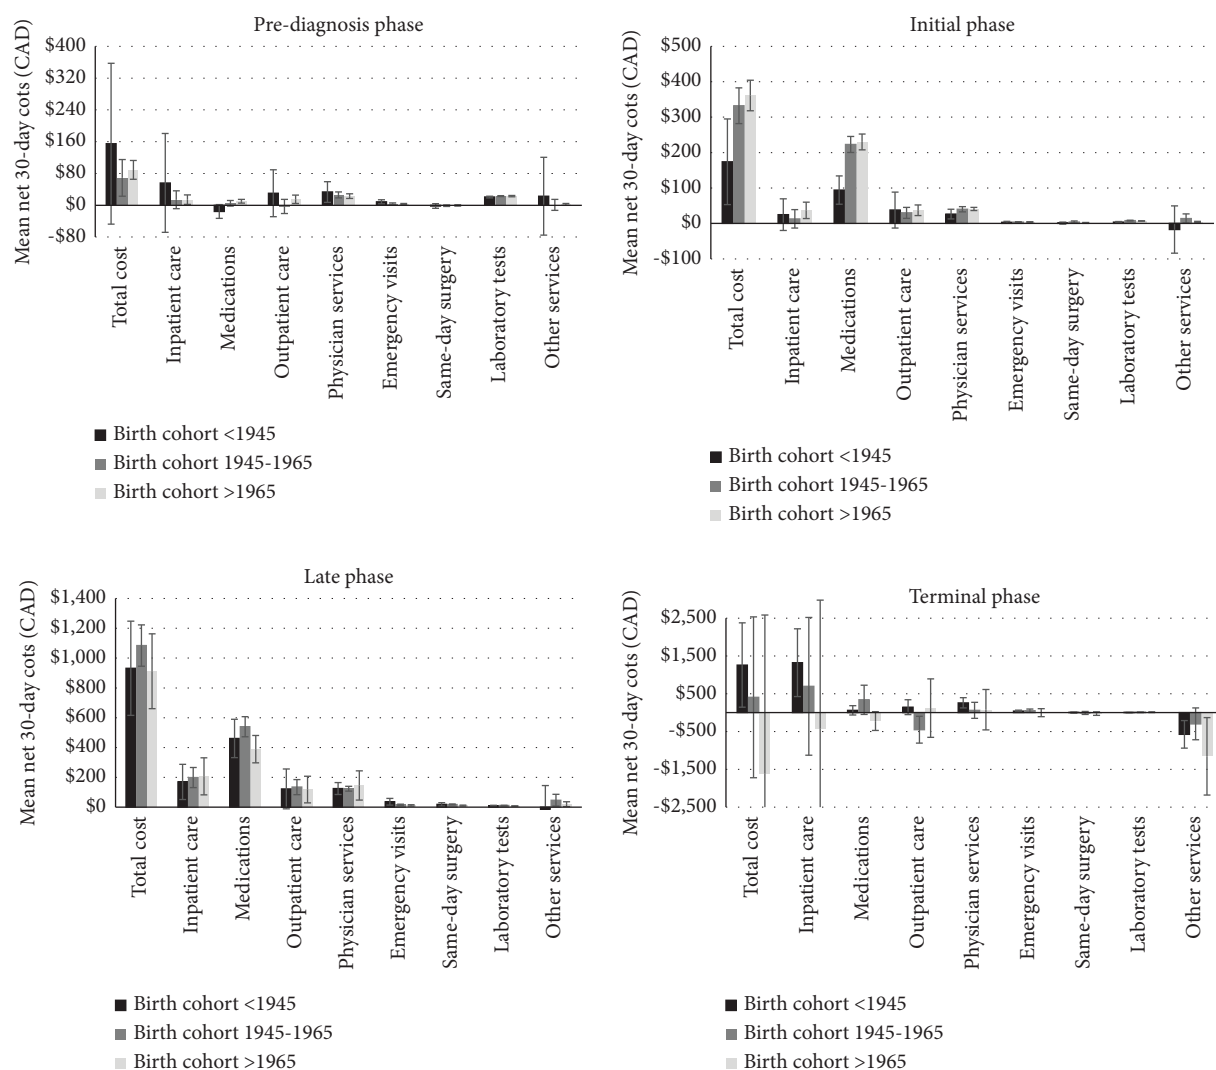 Pre-diagnosis phase
Mean net 30-day cots (CAD)
$400
$320
$240
$160
$80
$0
-$80
Total cost
Inpatient care
Medications
Outpatient care
Physician services
Emergency visits
Same-day surgery
Laboratory tests
Other services
Birth cohort <1945
Birth cohort 1945-1965
Birth cohort >1965
Initial phase
Mean net 30-day cots (CAD)
$500
$400
$300
$200
$100
$0
-$100
Total cost
Inpatient care
Medications
Outpatient care
Physician services
Emergency visits
Same-day surgery
Laboratory tests
Other services
Birth cohort <1945
Birth cohort 1945-1965
Birth cohort >1965
Late phase
Mean net 30-day cots (CAD)
$1,400
$1,200
$1,000
$800
$600
$400
$200
$0
Total cost
Inpatient care
Medications
Outpatient care
Physician services
Emergency visits
Same-day surgery
Laboratory tests
Other services
Birth cohort <1945
Birth cohort 1945-1965
Birth cohort >1965
Terminal phase
Mean net 30-day cots (CAD)
$2,500
$1,500
$500
-$500
-$1,500
-$2,500
Total cost
Inpatient care
Medications
Outpatient care
Physician services
Emergency visits
Same-day surgery
Laboratory tests
Other services
Birth cohort <1945
Birth cohort 1945-1965
Birth cohort >1965